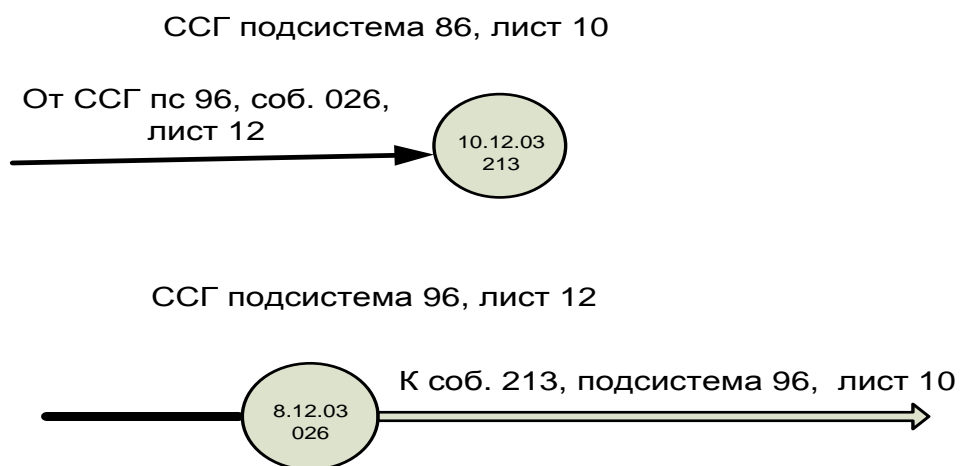 ССГ подсистема 86, лист 10
От ССГ пс 96, соб. 026,
лист 12
10.12.03
213
ССГ подсистема 96, лист 12
К соб. 213, подсистема 96, лист 10
8.12.03
026